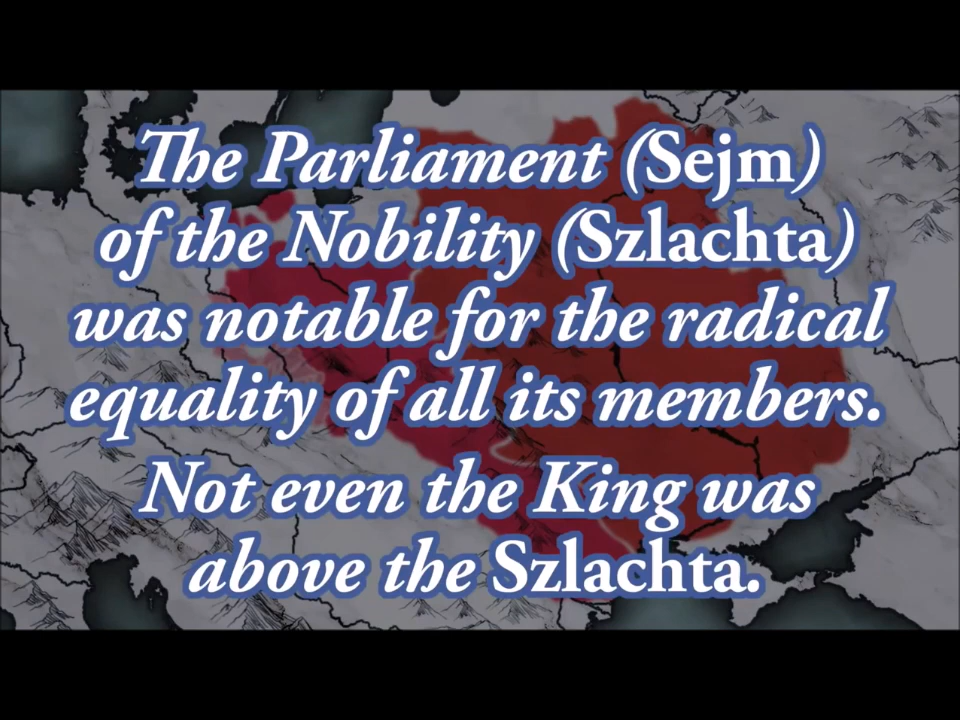 The Parliament (Sejm)
of the Nobility (Szlachta)
was notable for the radical
equality of all its members.
Not even the King was
above the Szlachta.